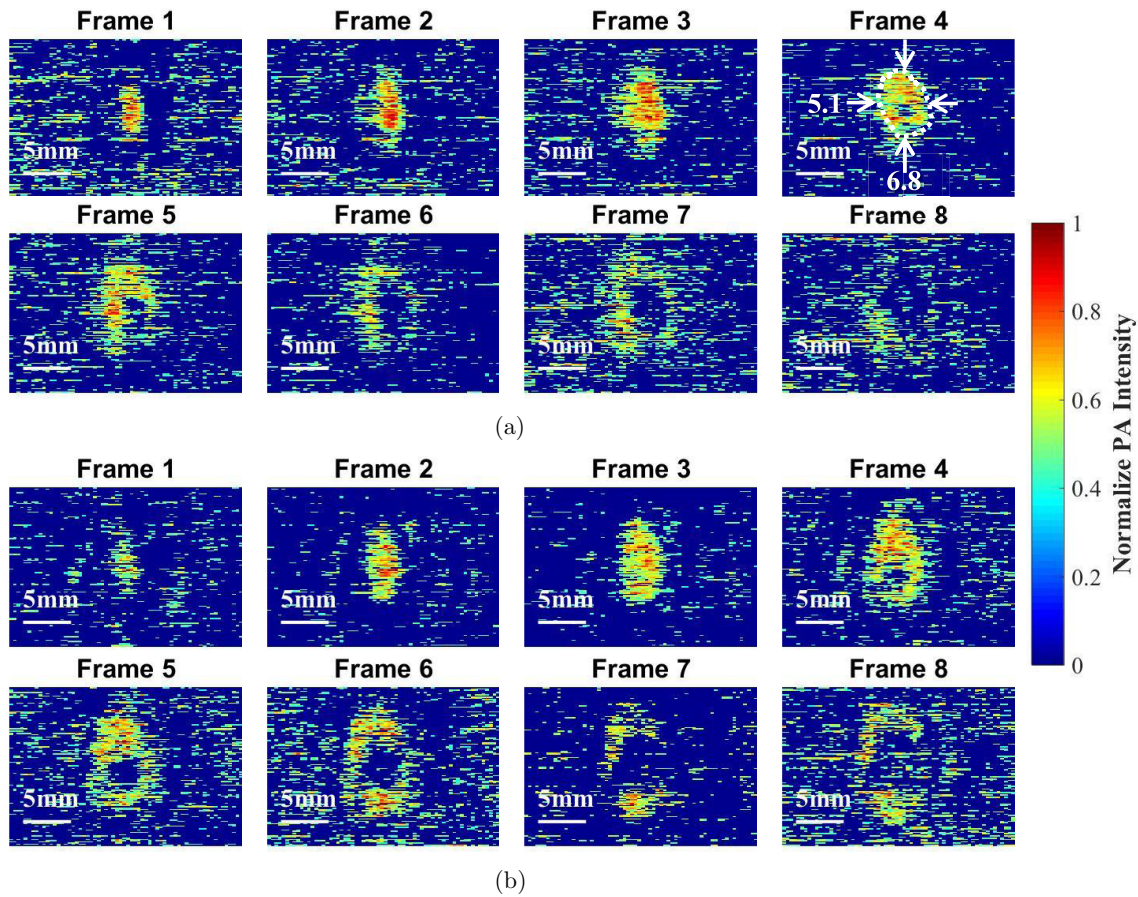 Frame 1 Frame 2 Frame 3 Frame 4
5mm 5mm 5mm 5mm 5.1 6.8
Frame 5 Frame 6 Frame 7 Frame 8
5mm 5mm 5mm 5mm
(a)
Frame 1 Frame 2 Frame 3 Frame 4
5mm 5mm 5mm 5mm
Frame 5 Frame 6 Frame 7 Frame 8
5mm 5mm 5mm 5mm
(b)
1
0.8
0.6
0.4
0.2
0
Normalize PA Intensity